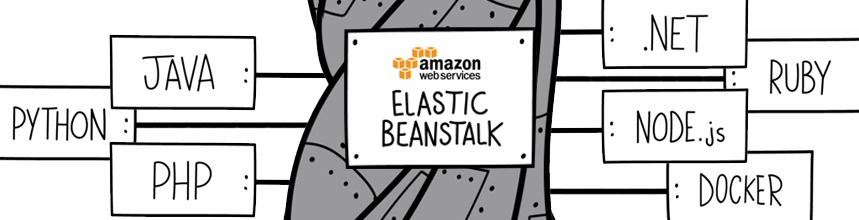 JAVA
PYTHON
PHP
amazon
web services
ELASTIC
BEANSTALK
.NET
RUBY
NODE.js
DOCKER